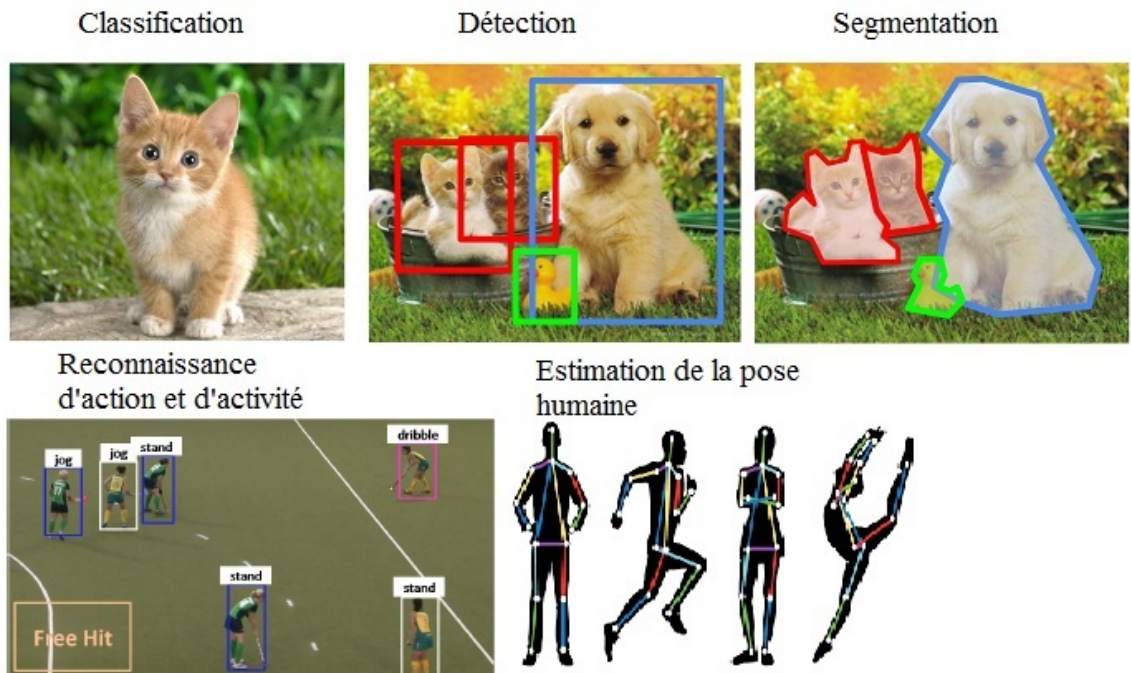 Classification
Détection
Segmentation
Reconnaissance
d'action et d'activité
Estimation de la pose
humaine
jog
jog
stand
dribble
stand
stand
Free Hit